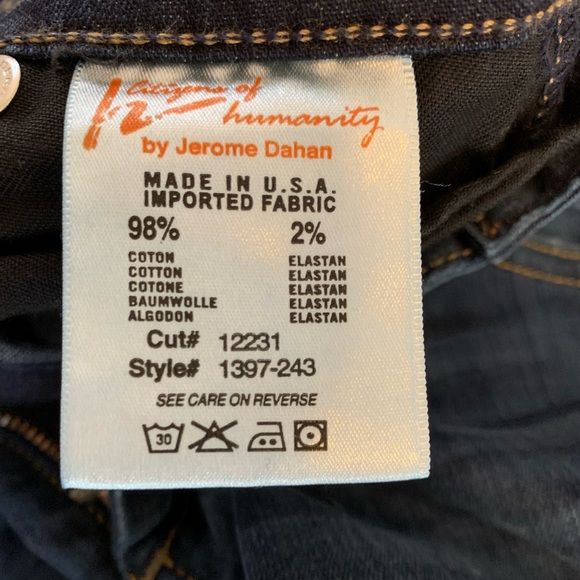 Citizens of
humanity
by Jerome Dahan
MADE IN U.S.A.
IMPORTED FABRIC
98% 2%
COTON ELASTAN
COTTON ELASTAN
COTONE ELASTAN
BAUMWOLLE ELASTAN
ALGODON ELASTAN
Cut# 12231
Style# 1397-243
SEE CARE ON REVERSE
30